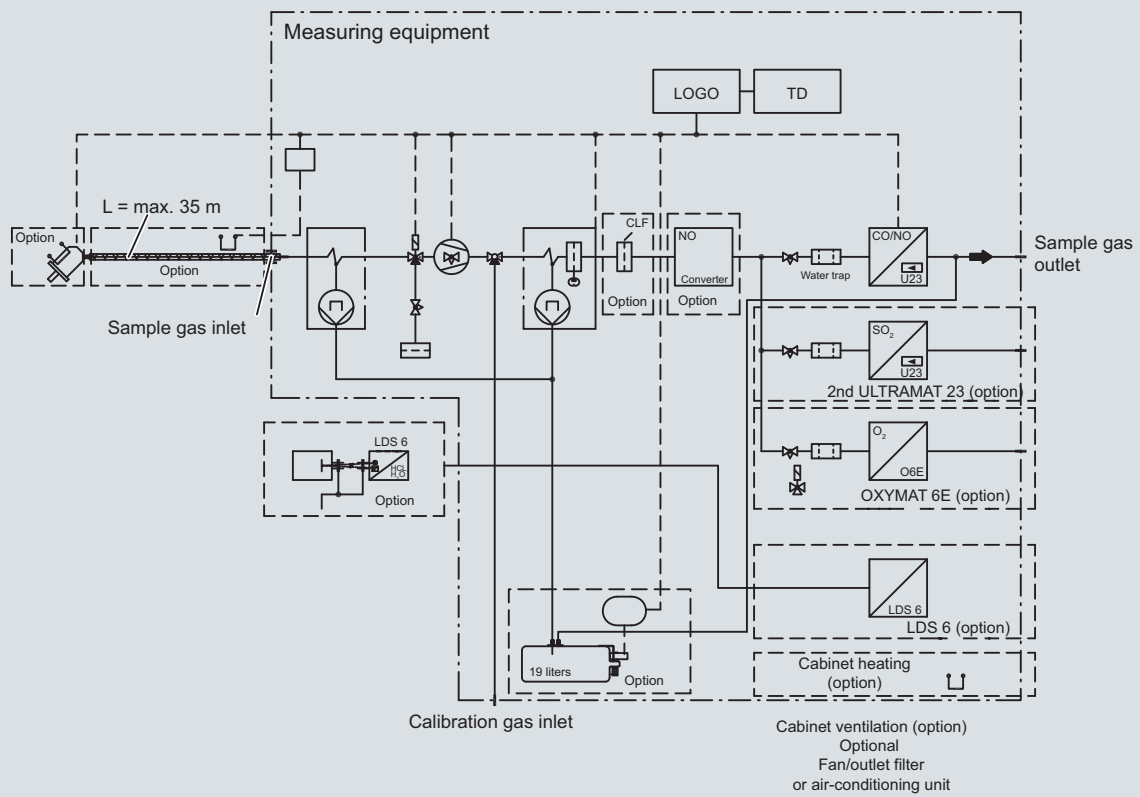 Measuring equipment
LOGO
TD
L = max. 35 m
Option
Option
Sample gas inlet
CLF
Option
NO
Converter
Option
Water trap
CO/NO
U23
Sample gas
outlet
SO2
U23
2nd ULTRAMAT 23 (option)
O2
O6E
OXYMAT 6E (option)
LDS 6
HCL
H2O
Option
LDS 6
LDS 6 (option)
19 liters
Option
Cabinet heating
(option)
Calibration gas inlet
Cabinet ventilation (option)
Optional
Fan/outlet filter
or air-conditioning unit